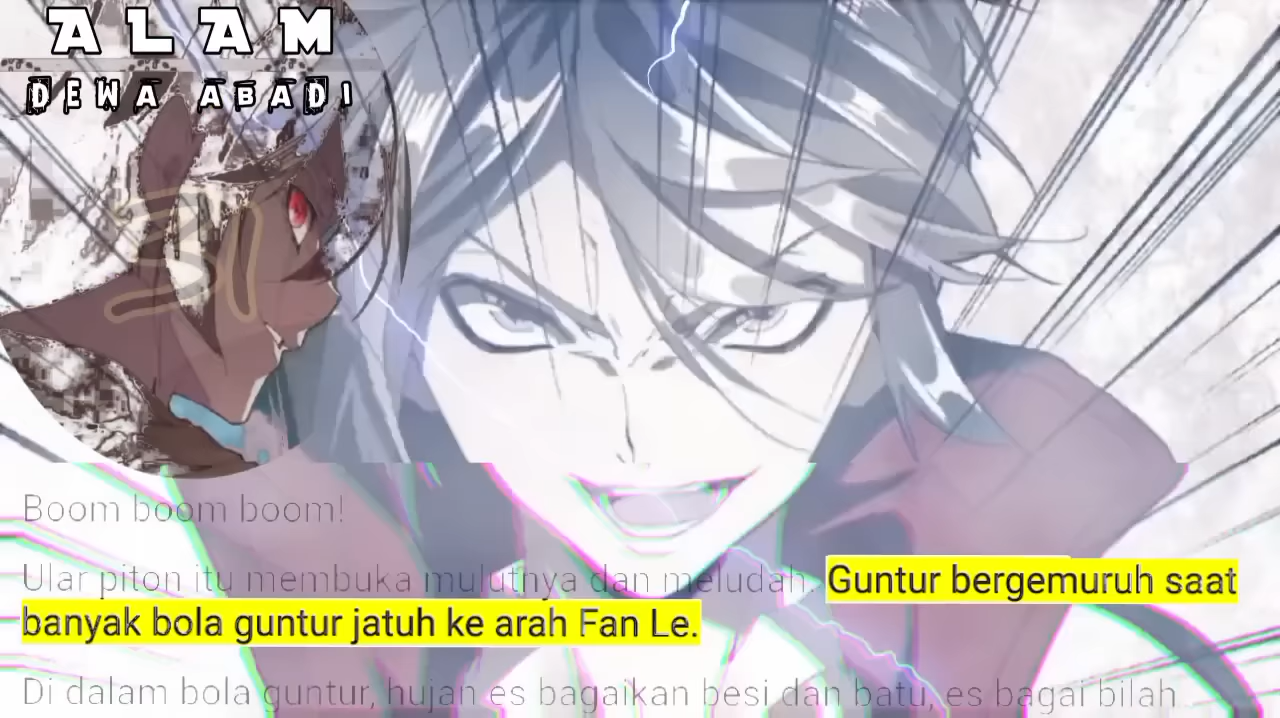 ALAM
DEWA ABADI
31
Boom boom boom!
Ular piton itu membuka mulutnya dan meludah. Guntur bergemuruh saat
banyak bola guntur jatuh ke arah Fan Le.
Di dalam bola guntur, hujan es bagaikan besi dan batu, es bagai bilah